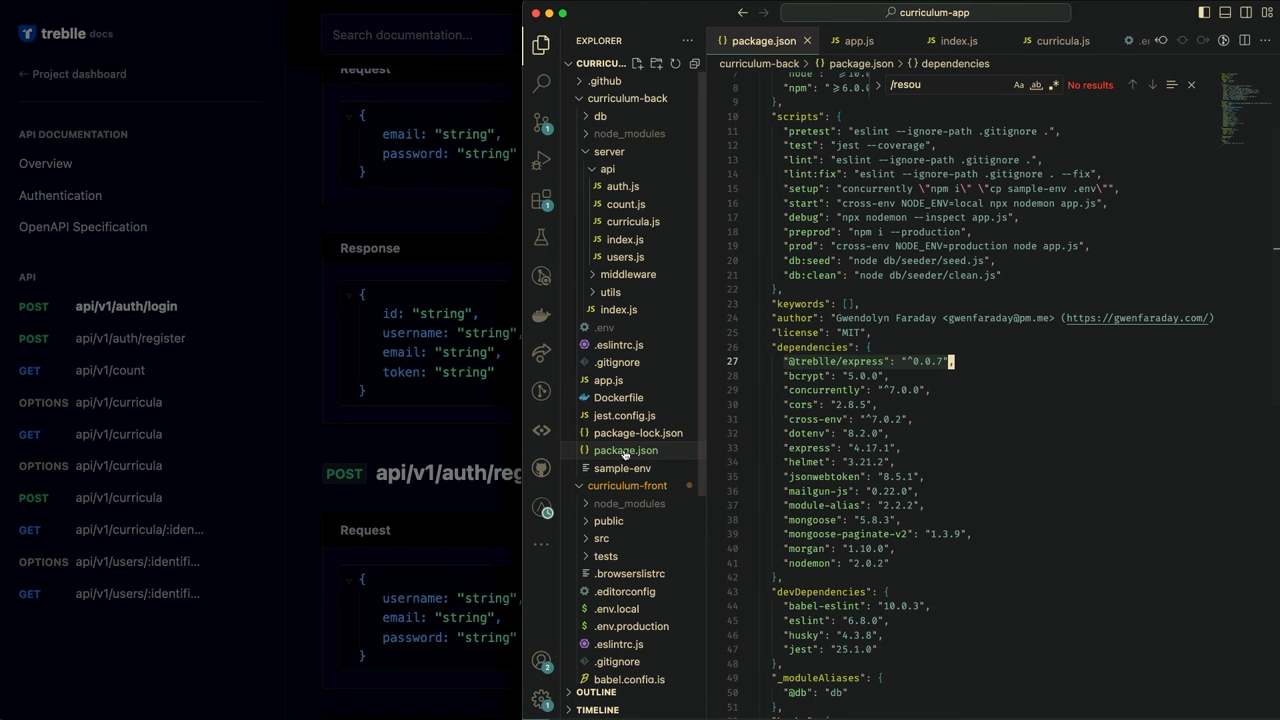 treblle docs
← Project dashboard
API DOCUMENTATION
Overview
Authentication
OpenAPI Specification
API
POST api/v1/auth/login
POST api/v1/auth/register
GET api/v1/count
OPTIONS api/v1/curricula
GET api/v1/curricula
OPTIONS api/v1/curricula
POST api/v1/curricula
GET api/v1/curricula/:iden...
OPTIONS api/v1/users/:identifi...
GET api/v1/users/:identifi...
Search documentation...
Request
{
email: "string",
password: "string"
}
Response
{
id: "string",
username: "string",
email: "string",
token: "string"
}
POST api/v1/auth/reg
Request
{
username: "string",
email: "string",
password: "string"
}
curriculum-app
EXPLORER
CURRICU...
.github
curriculum-back
db
node_modules
server
api
JS auth.js
JS count.js
JS curricula.js
JS index.js
JS users.js
middleware
utils
JS index.js
.env
.eslintrc.js
.gitignore
JS app.js
Dockerfile
JS jest.config.js
{} package-lock.json
{} package.json
sample-env
curriculum-front
node_modules
public
src
tests
.browserslistrc
.editorconfig
$ .env.local
$ .env.production
.eslintrc.js
.gitignore
babel.config.js
OUTLINE
TIMELINE
{} package.json
JS app.js
JS index.js
JS curricula.js
curriculum-back > {} package.json > {} dependencies
/resou
Aa ab No results
8 "npm": "≥6.0.
9 },
10 "scripts": {
11 "pretest": "eslint --ignore-path .gitignore .",
12 "test": "jest --coverage",
13 "lint": "eslint --ignore-path .gitignore .",
14 "lint:fix": "eslint --ignore-path .gitignore . --fix",
15 "setup": "concurrently \"npm i\" \"cp sample-env .env\"",
16 "start": "cross-env NODE_ENV=local npx nodemon app.js",
17 "debug": "npx nodemon --inspect app.js",
18 "preprod": "npm i --production",
19 "prod": "cross-env NODE_ENV=production node app.js",
20 "db:seed": "node db/seeder/seed.js",
21 "db:clean": "node db/seeder/clean.js"
22 },
23 "keywords": [],
24 "author": "Gwendolyn Faraday <gwenfaraday@pm.me> (https://gwenfaraday.com/)
25 "license": "MIT",
26 "dependencies": {
27 "@treblle/express": "^0.0.7",
28 "bcrypt": "5.0.0",
29 "concurrently": "^7.0.0",
30 "cors": "2.8.5",
31 "cross-env": "^7.0.2",
32 "dotenv": "8.2.0",
33 "express": "4.17.1",
34 "helmet": "3.21.2",
35 "jsonwebtoken": "8.5.1",
36 "mailgun-js": "0.22.0",
37 "module-alias": "2.2.2",
38 "mongoose": "5.8.3",
39 "mongoose-paginate-v2": "1.3.9",
40 "morgan": "1.10.0",
41 "nodemon": "2.0.2"
42 },
43 "devDependencies": {
44 "babel-eslint": "10.0.3",
45 "eslint": "6.8.0",
46 "husky": "4.3.8",
47 "jest": "25.1.0"
48 },
49 "_moduleAliases": {
50 "@db": "db"
51 },